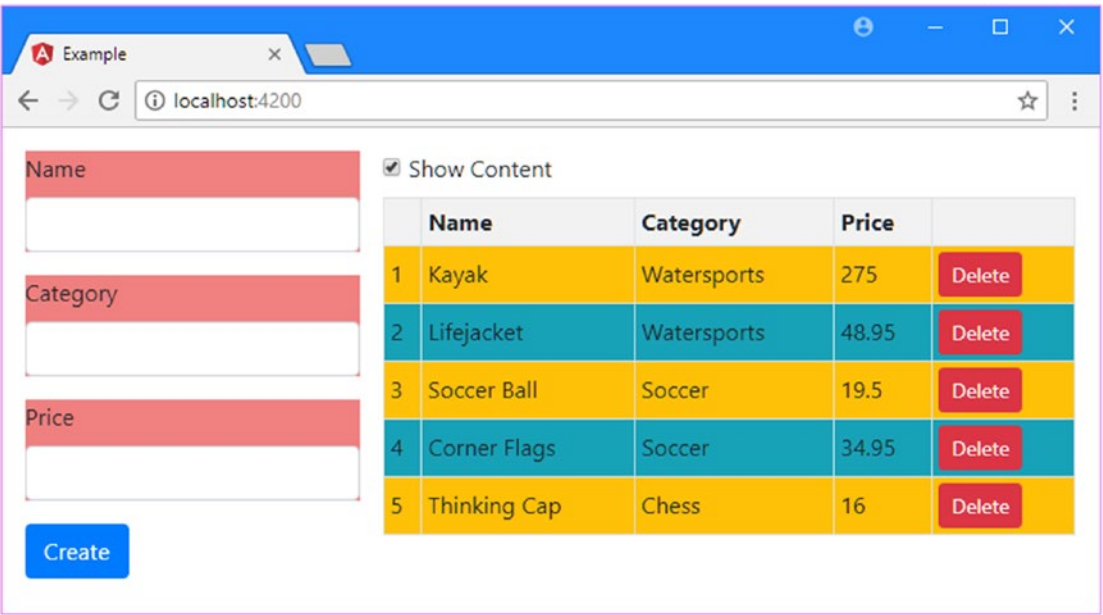 Example
localhost:4200
Name
Category
Price
Create
Show Content
Name Category Price
1 Kayak Watersports 275 Delete
2 Lifejacket Watersports 48.95 Delete
3 Soccer Ball Soccer 19.5 Delete
4 Corner Flags Soccer 34.95 Delete
5 Thinking Cap Chess 16 Delete